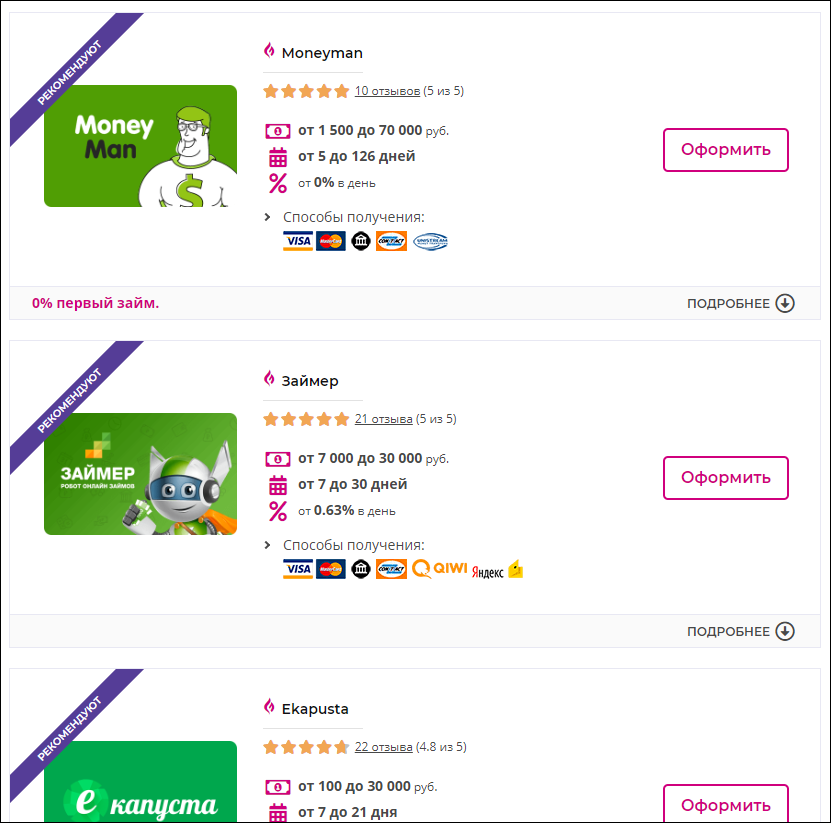 РЕКОМЕНДУЮТ
Money
Man
$
Moneyman
10 отзывов (5 из 5)
от 1 500 до 70 000 руб.
от 5 до 126 дней
% от 0% в день
Способы получения:
VISA MasterCard CONTACT UNISTREAM
Оформить
0% первый займ.
ПОДРОБНЕЕ
РЕКОМЕНДУЮТ
ЗАЙМЕР
РОБОТ ОНЛАЙН ЗАЙМОВ
Займер
21 отзыва (5 из 5)
от 7 000 до 30 000 руб.
от 7 до 30 дней
% от 0.63% в день
Способы получения:
VISA MasterCard CONTACT QIWI Яндекс
Оформить
ПОДРОБНЕЕ
РЕКОМЕНДУЮТ
е капуста
Ekapusta
22 отзыва (4.8 из 5)
от 100 до 30 000 руб.
от 7 до 21 дня
Оформить